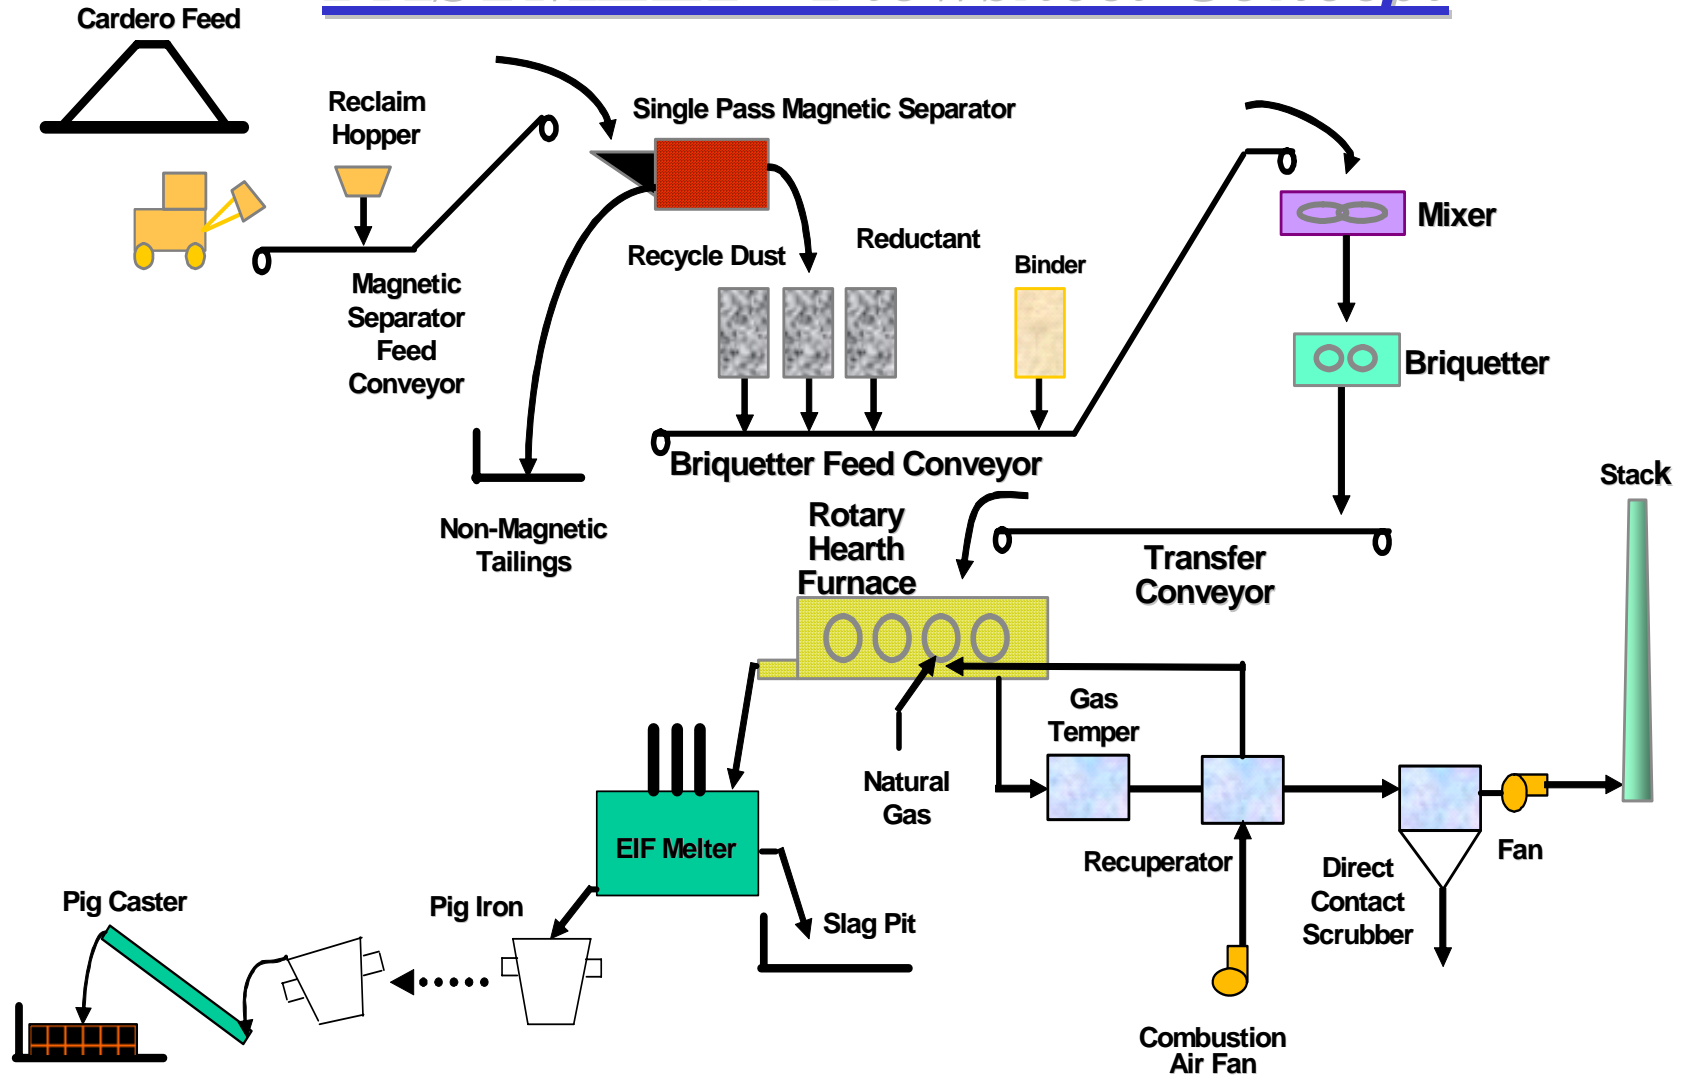 Flowsheet Concept
Cardero Feed
Reclaim
Hopper
Single Pass Magnetic Separator
Mixer
Recycle Dust
Reductant
Binder
Magnetic
Separator
Feed
Conveyor
Briquetter
Briquetter Feed Conveyor
Stack
Non-Magnetic
Tailings
Rotary
Hearth
Furnace
Transfer
Conveyor
Gas
Temper
Natural
Gas
EIF Melter
Recuperator
Direct
Contact
Scrubber
Fan
Pig Caster
Pig Iron
Slag Pit
Combustion
Air Fan